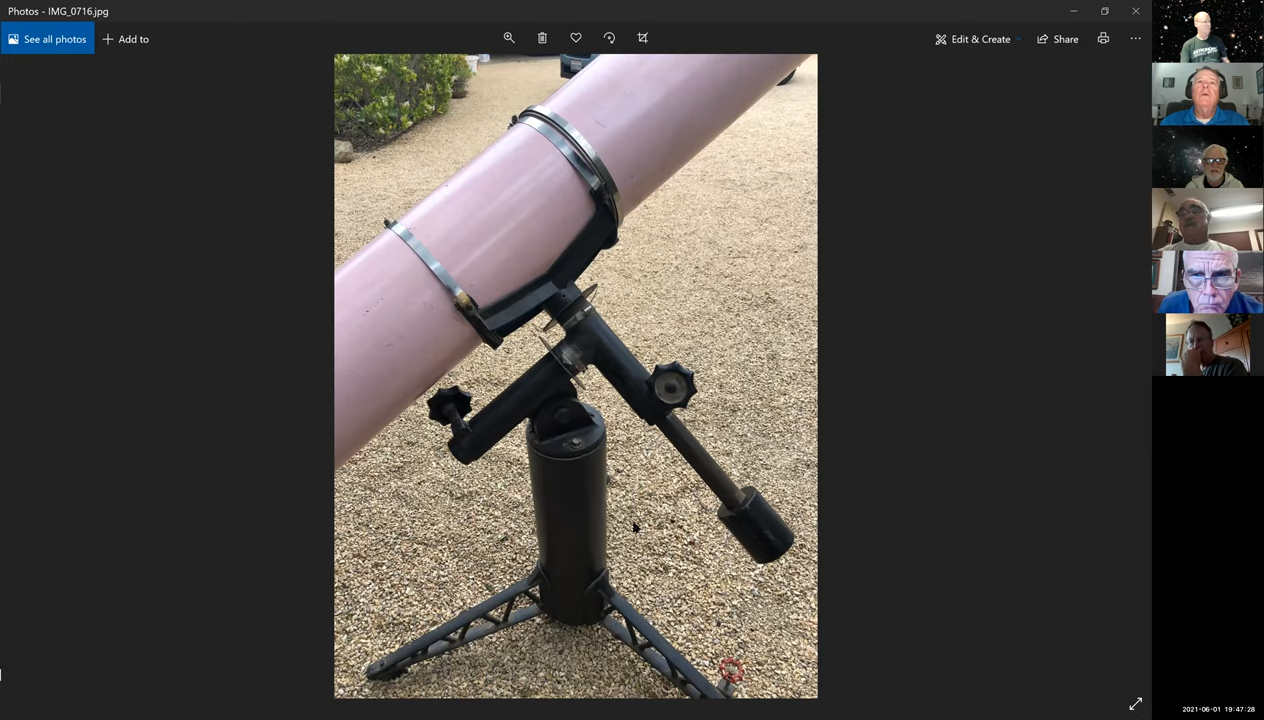 Photos - IMG_0716.jpg
See all photos
Add to
Edit & Create
Share
2021-06-01 19:47:28